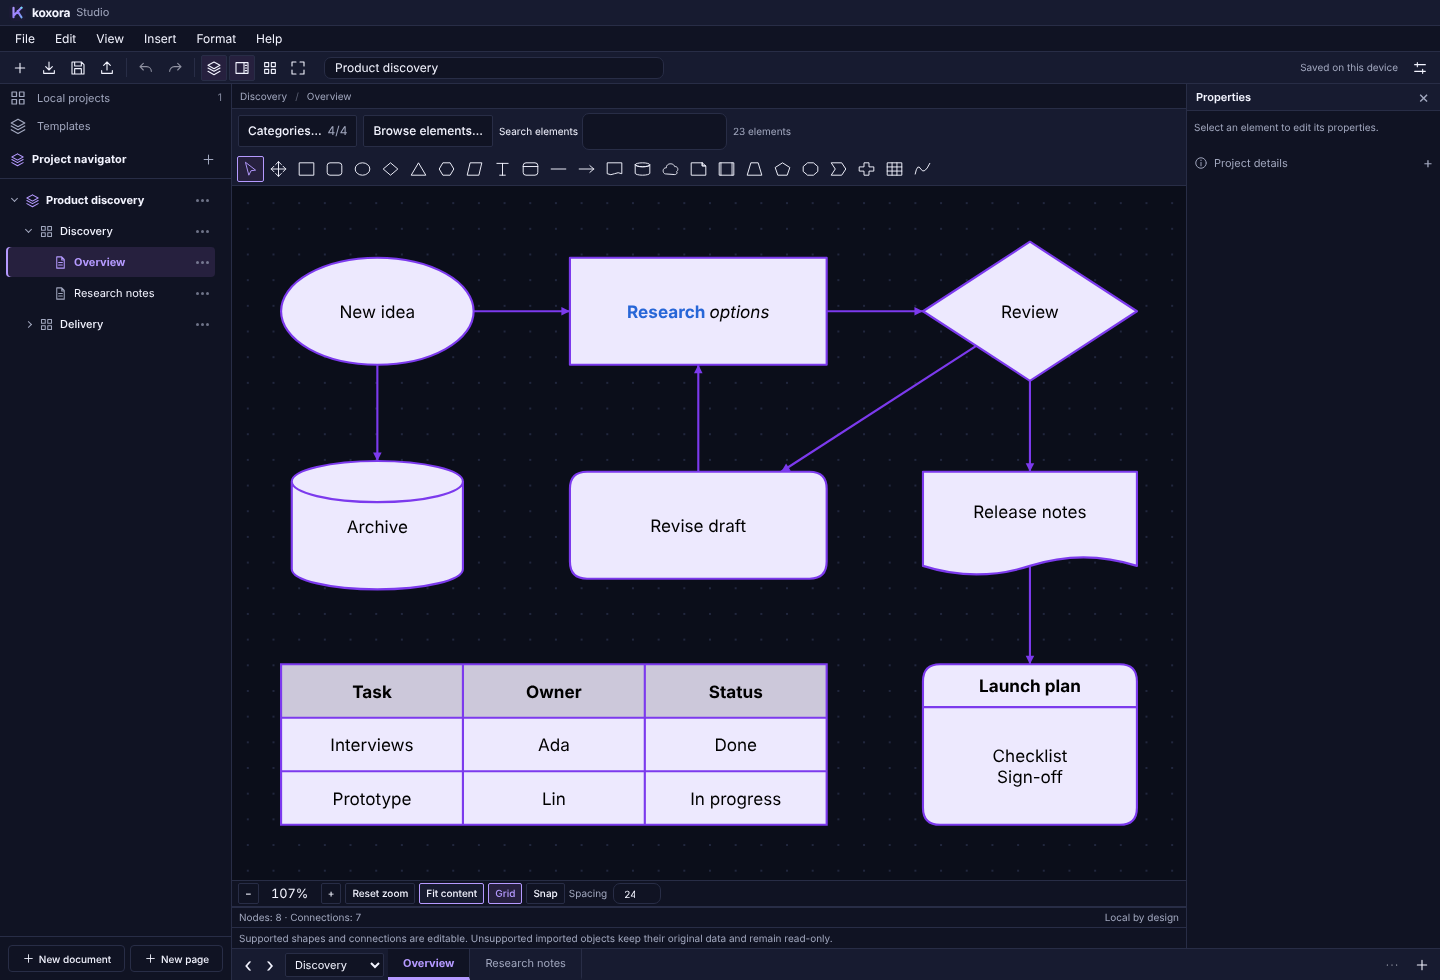 koxora Studio
File Edit View Insert Format Help
Product discovery
Saved on this device
Local projects 1
Templates
Project navigator
Product discovery
Discovery
Overview
Research notes
Delivery
New document
New page
Discovery / Overview
Categories... 4/4
Browse elements...
Search elements
23 elements
New idea
Research options
Review
Archive
Revise draft
Release notes
Task Owner Status
Interviews Ada Done
Prototype Lin In progress
Launch plan
Checklist
Sign-off
107%
Reset zoom
Fit content
Grid
Snap
Spacing
24
Nodes: 8 · Connections: 7
Local by design
Supported shapes and connections are editable. Unsupported imported objects keep their original data and remain read-only.
Discovery
Overview
Research notes
Properties
Select an element to edit its properties.
Project details